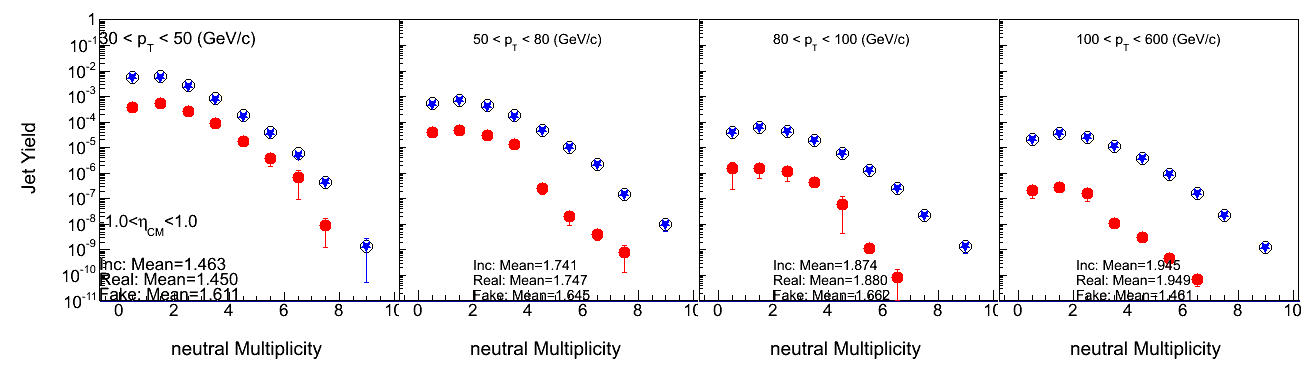 30 < pT < 50 (GeV/c)
50 < pT < 80 (GeV/c)
80 < pT < 100 (GeV/c)
100 < pT < 600 (GeV/c)
1
10-1
10-2
10-3
10-4
10-5
10-6
10-7
10-8
10-9
10-10
10-11
Jet Yield
1.0<ηCM<1.0
Inc: Mean=1.463
Real: Mean=1.450
Fake: Mean=1.611
Inc: Mean=1.741
Real: Mean=1.747
Fake: Mean=1.645
Inc: Mean=1.874
Real: Mean=1.880
Fake: Mean=1.662
Inc: Mean=1.945
Real: Mean=1.949
Fake: Mean=1.461
0 2 4 6 8 10
0 2 4 6 8 10
0 2 4 6 8 10
0 2 4 6 8 10
neutral Multiplicity
neutral Multiplicity
neutral Multiplicity
neutral Multiplicity